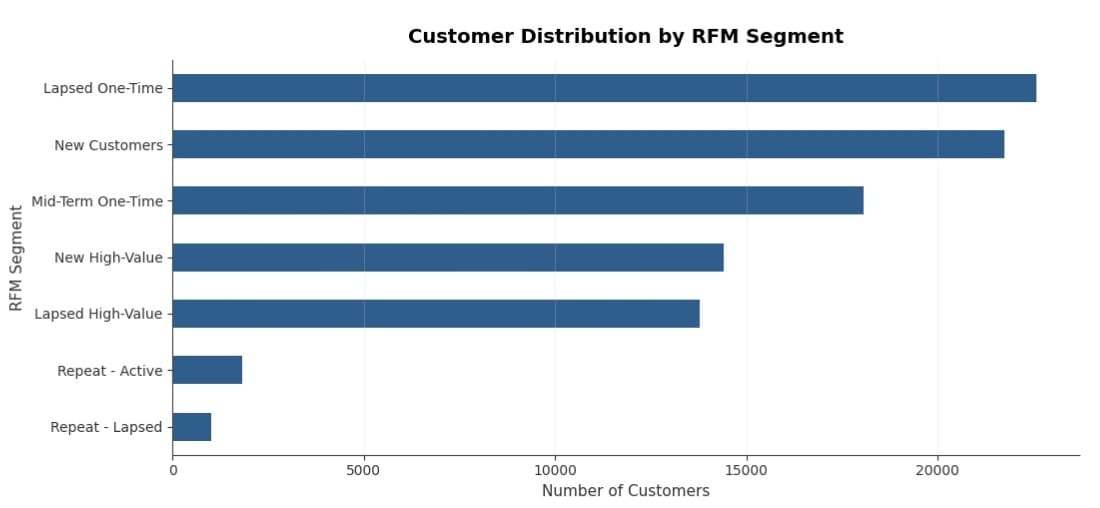 Customer Distribution by RFM Segment
RFM Segment
Lapsed One-Time
New Customers
Mid-Term One-Time
New High-Value
Lapsed High-Value
Repeat - Active
Repeat - Lapsed
0 5000 10000 15000 20000
Number of Customers